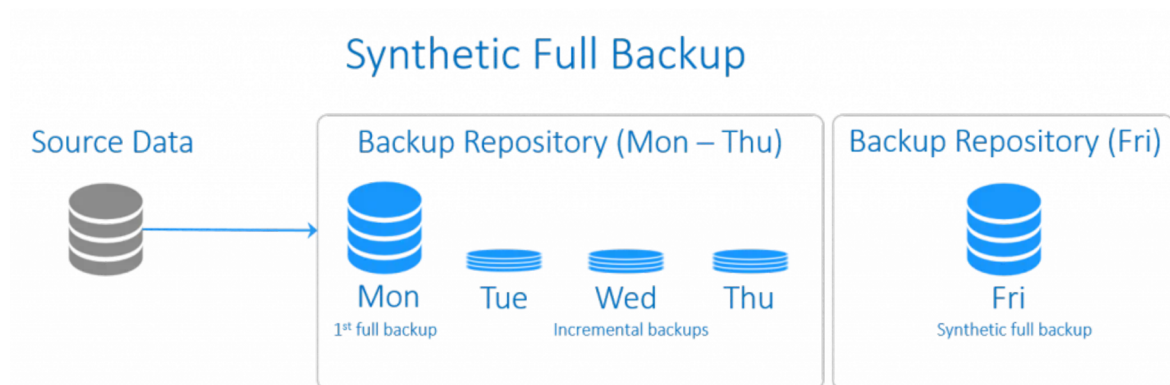 Synthetic Full Backup
Source Data
Backup Repository (Mon – Thu)
Backup Repository (Fri)
Mon
Tue
Wed
Thu
Fri
1st full backup
Incremental backups
Synthetic full backup